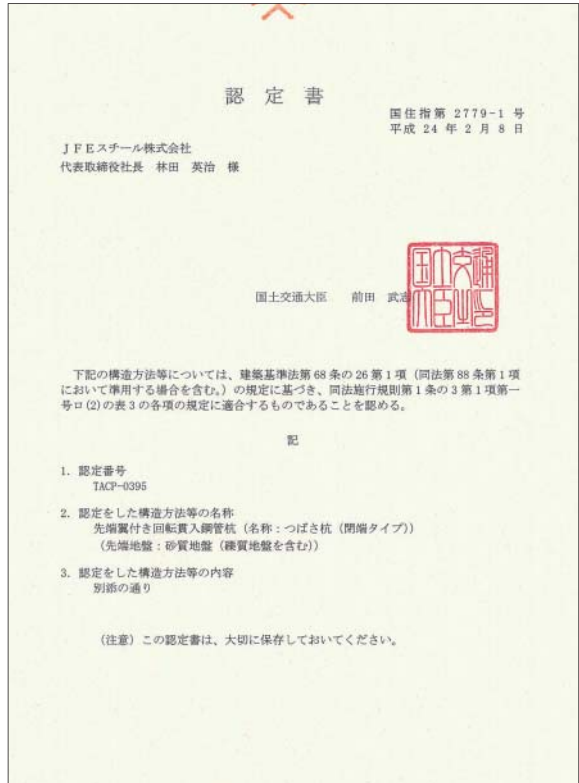 認定書
国住指第 2779-1 号
平成 24 年 2 月 8 日
JFEスチール株式会社
代表取締役社長 林田 英治 様
国土交通大臣 前田 武志
下記の構造方法等については、建築基準法第68条の26第1項(同法第88条第1項
において準用する場合を含む。)の規定に基づき、同法施行規則第1条の3第1項第一
号ロ(2)の表3の各項の規定に適合するものであることを認める。
記
1. 認定番号
TACP-0395
2. 認定をした構造方法等の名称
先端翼付き回転貫入鋼管杭(名称:つばさ杭(閉端タイプ))
(先端地盤:砂質地盤(礫質地盤を含む))
3. 認定をした構造方法等の内容
別添の通り
(注意)この認定書は、大切に保存しておいてください。